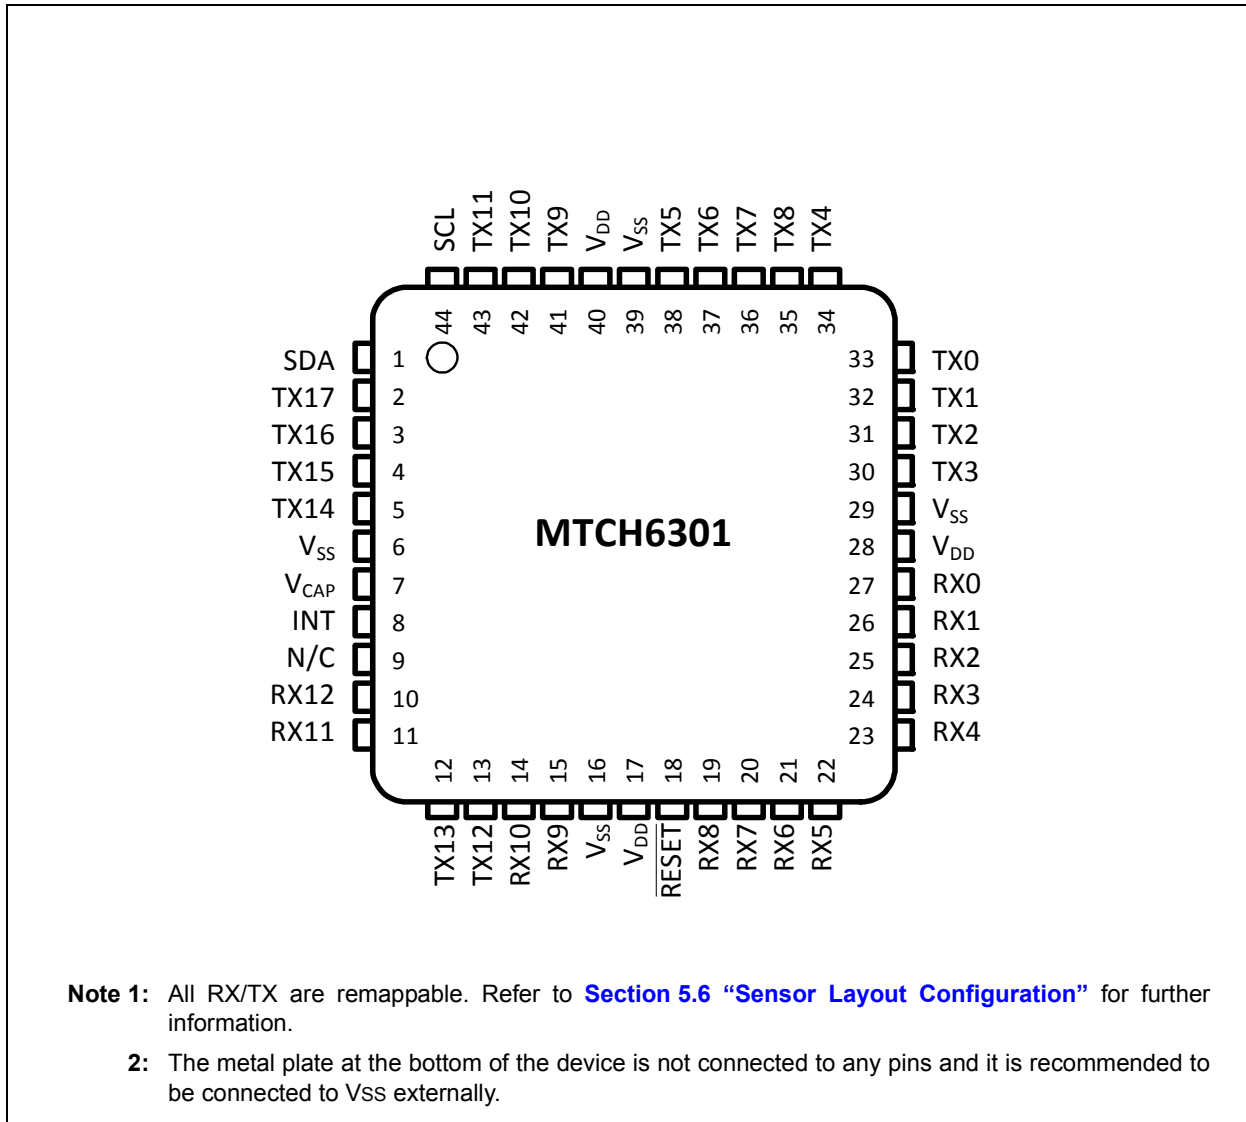 SCL TX11 TX10 TX9 VDD VSS TX5 TX6 TX7 TX8 TX4
44 43 42 41 40 39 38 37 36 35 34
SDA 1 33 TX0
TX17 2 32 TX1
TX16 3 31 TX2
TX15 4 30 TX3
TX14 5 29 VSS
MTCH6301
VSS 6 28 VDD
VCAP 7 27 RX0
INT 8 26 RX1
N/C 9 25 RX2
RX12 10 24 RX3
RX11 11 23 RX4
12 13 14 15 16 17 18 19 20 21 22
TX13 TX12 RX10 RX9 VSS VDD RESET RX8 RX7 RX6 RX5
Note 1: All RX/TX are remappable. Refer to Section 5.6 “Sensor Layout Configuration” for further
information.
2: The metal plate at the bottom of the device is not connected to any pins and it is recommended to
be connected to VSS externally.